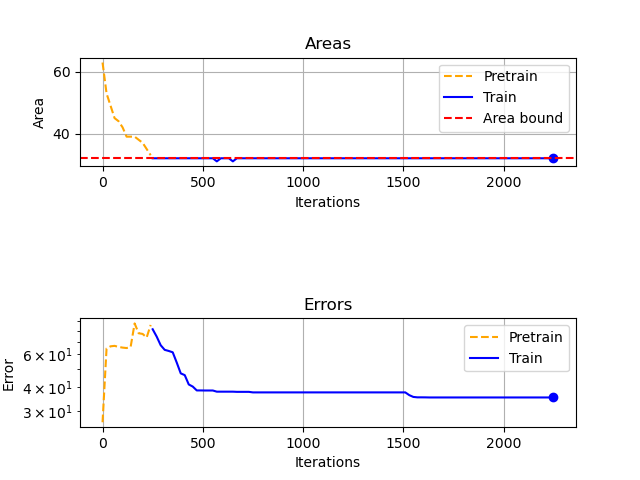 Areas
60
40
Area
Pretrain
Train
Area bound
0 500 1000 1500 2000
Iterations
Errors
6 × 10¹
4 × 10¹
3 × 10¹
Error
Pretrain
Train
0 500 1000 1500 2000
Iterations